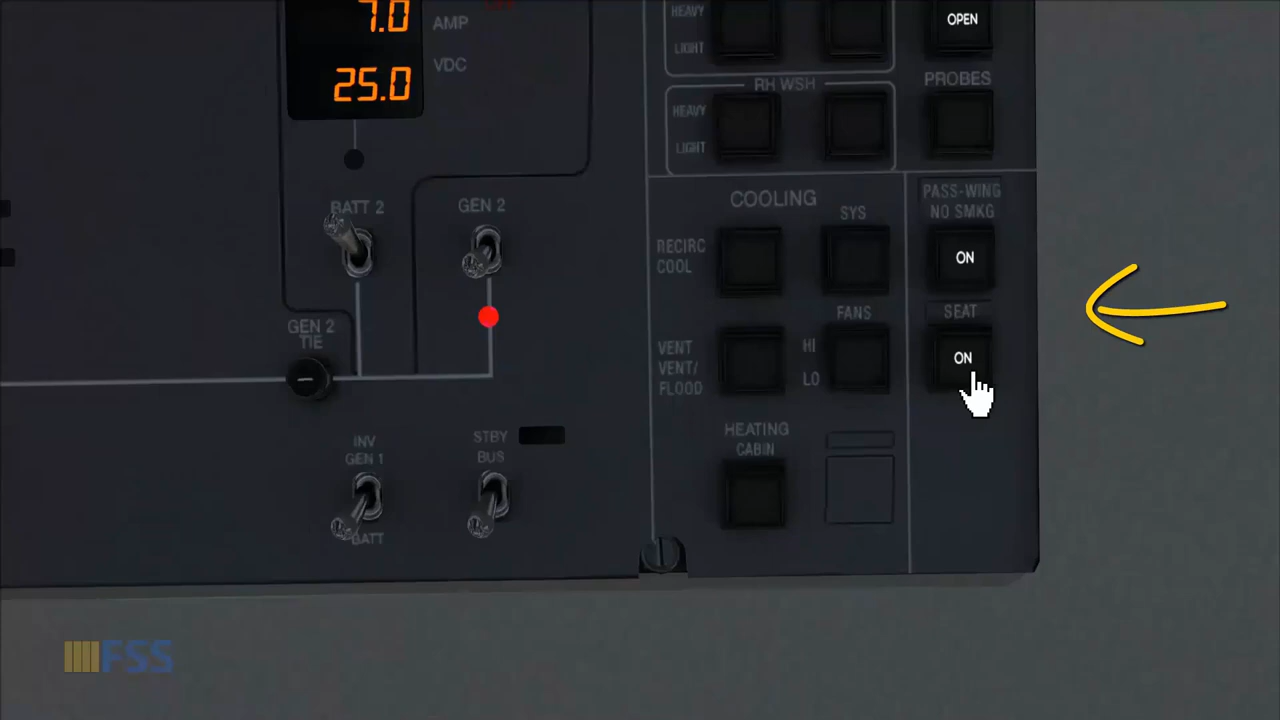 7.0
AMP
25.0
VDC
BATT 2
GEN 2
GEN 2
TIE
INV
GEN 1
BATT
STBY
BUS
HEAVY
LIGHT
OPEN
RH WSH
HEAVY
LIGHT
PROBES
COOLING
SYS
RECIRC
COOL
FANS
VENT
VENT/
FLOOD
HI
LO
HEATING
CABIN
PASS-WING
NO SMKG
ON
SEAT
ON
FSS